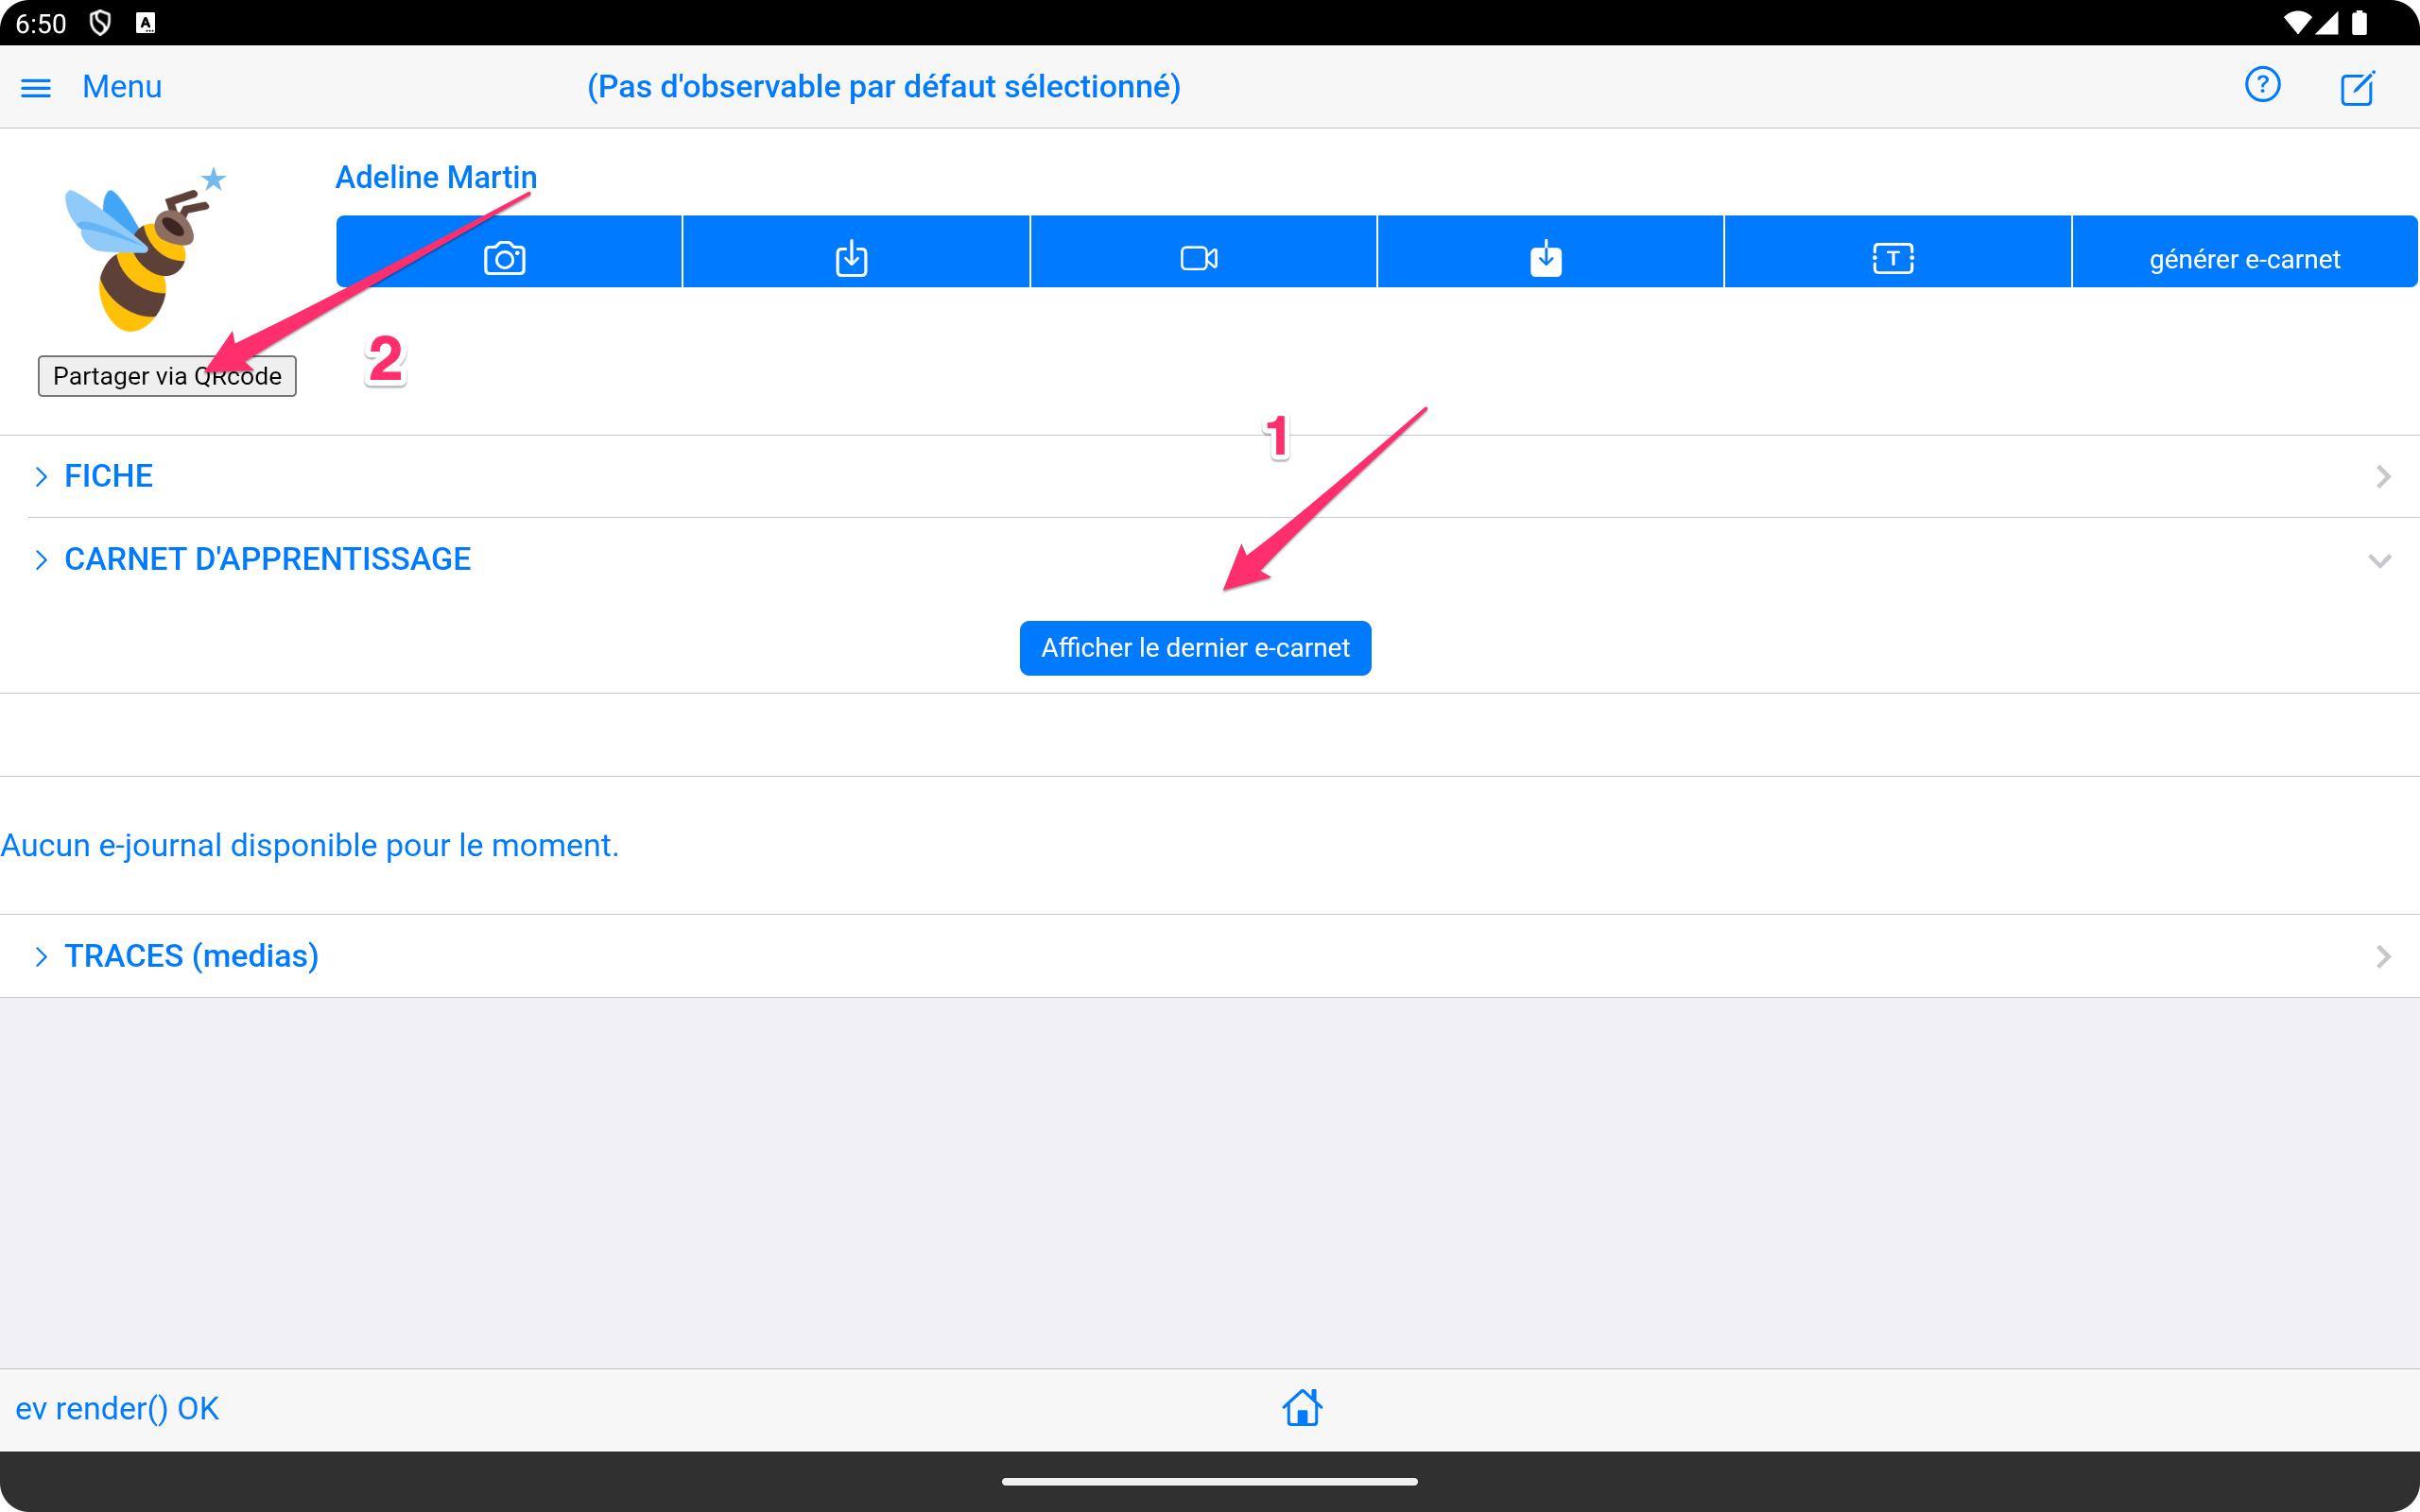 6:50
A
Menu
(Pas d'observable par défaut sélectionné)
?
Adeline Martin
T
générer e-carnet
2
Partager via QRcode
1
FICHE
CARNET D'APPRENTISSAGE
Afficher le dernier e-carnet
Aucun e-journal disponible pour le moment.
TRACES (medias)
ev render() OK